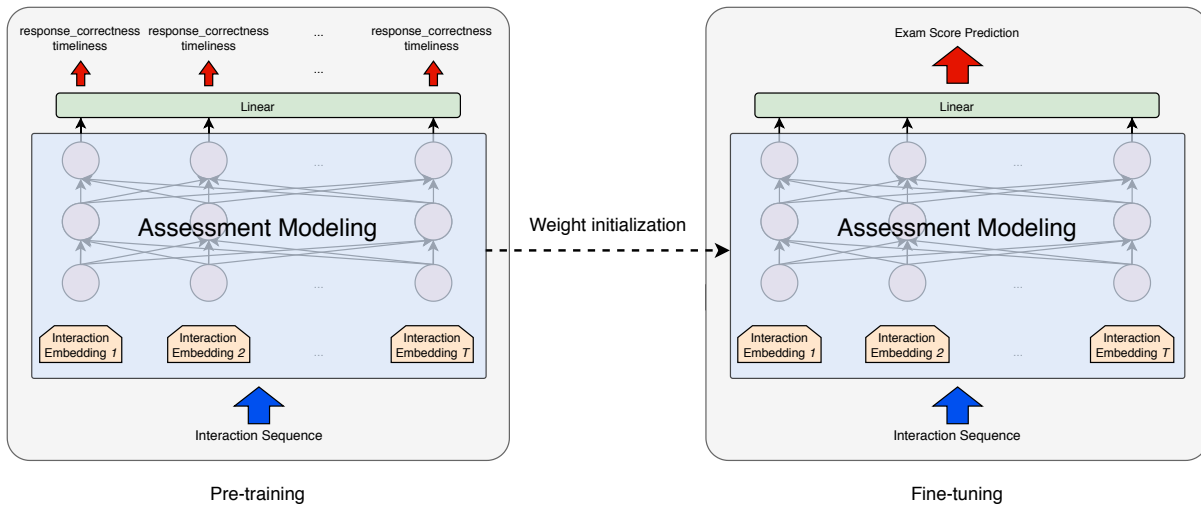 response_correctness response_correctness ... response_correctness
timeliness timeliness ... timeliness
Linear
...
Assessment Modeling
...
Interaction Interaction Interaction
Embedding 1 Embedding 2 ... Embedding T
Interaction Sequence
Pre-training
Weight initialization
Exam Score Prediction
Linear
...
Assessment Modeling
...
Interaction Interaction Interaction
Embedding 1 Embedding 2 ... Embedding T
Interaction Sequence
Fine-tuning